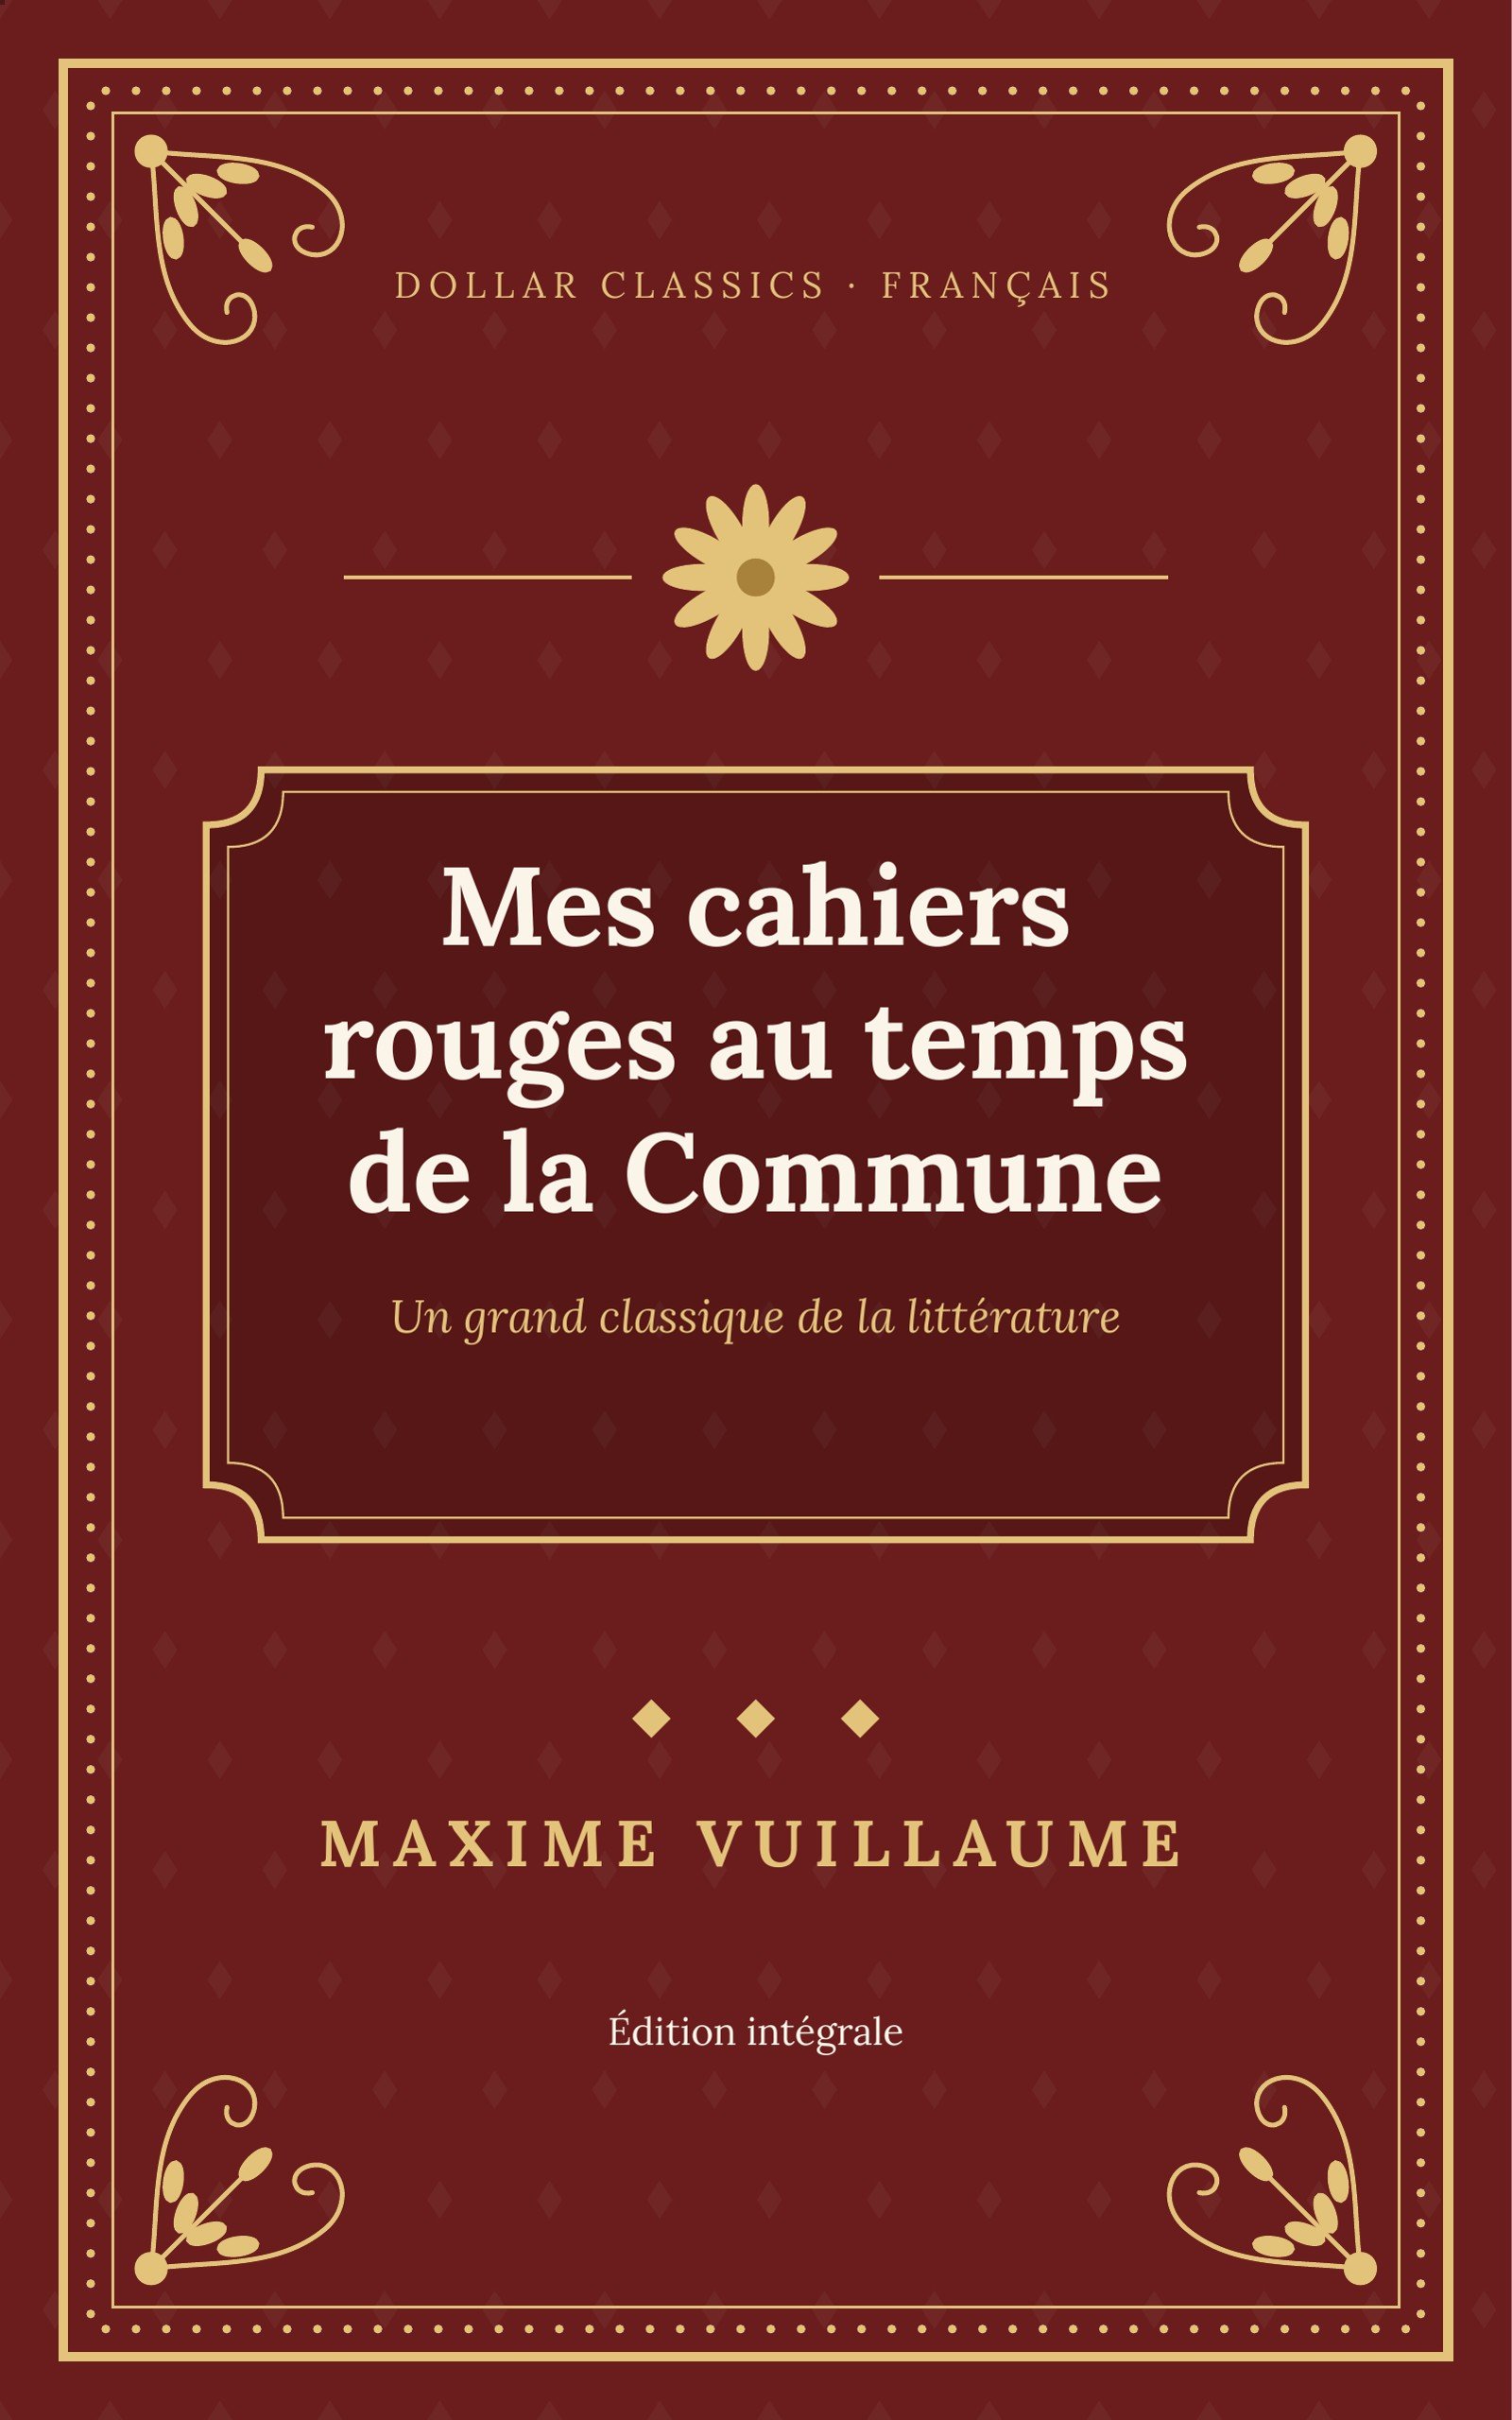 DOLLAR CLASSICS · FRANÇAIS
Mes cahiers
rouges au temps
de la Commune
Un grand classique de la littérature
MAXIME VUILLAUME
Édition intégrale